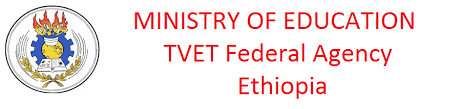 MINISTRY OF EDUCATION
TVET Federal Agency
Ethiopia